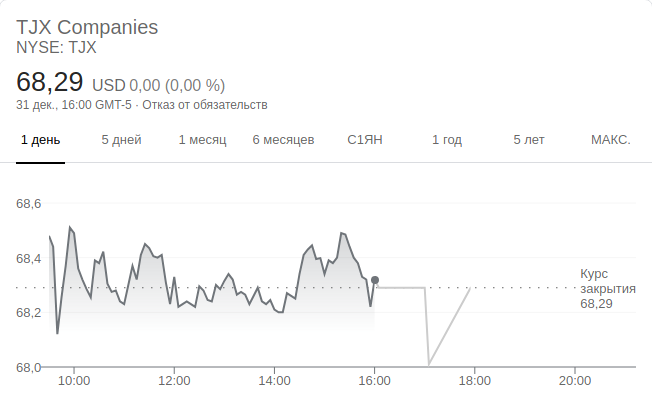 TJX Companies
NYSE: TJX
68,29 USD 0,00 (0,00 %)
31 дек., 16:00 GMT-5 · Отказ от обязательств
1 день 5 дней 1 месяц 6 месяцев С1ЯН 1 год 5 лет МАКС.
68,6
68,4
Курс
закрытия
68,29
68,2
68,0
10:00 12:00 14:00 16:00 18:00 20:00